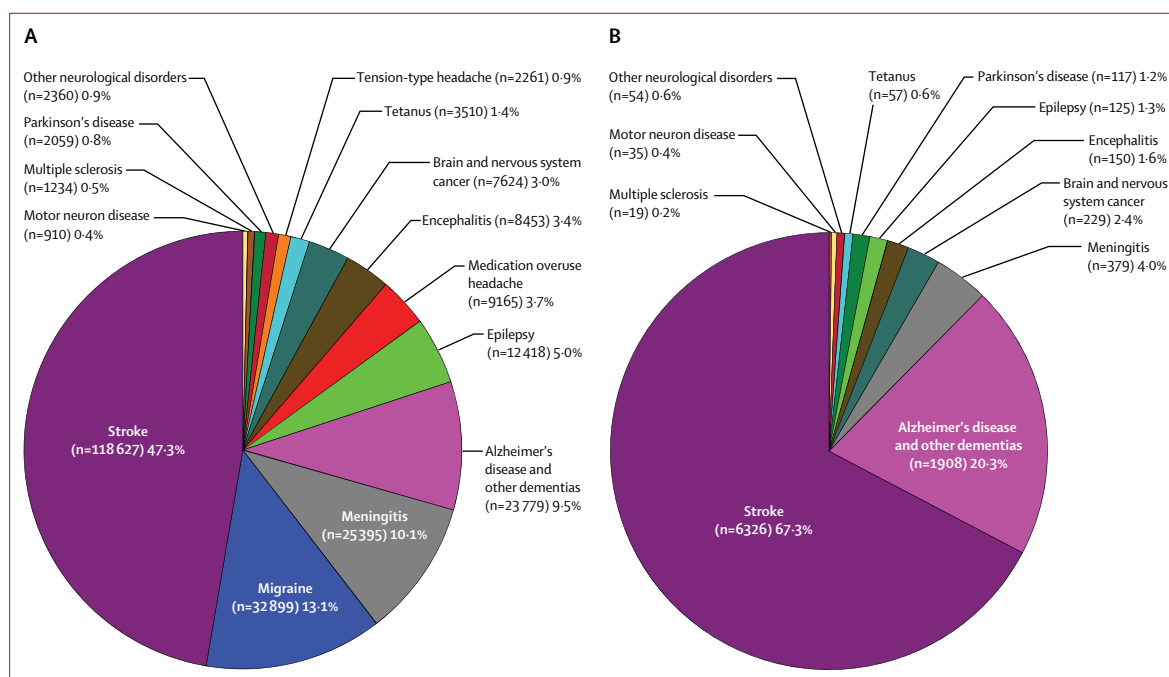 A
Other neurological disorders
(n=2360) 0·9%
Parkinson's disease
(n=2059) 0·8%
Multiple sclerosis
(n=1234) 0·5%
Motor neuron disease
(n=910) 0·4%
Tension-type headache (n=2261) 0·9%
Tetanus (n=3510) 1·4%
Brain and nervous system
cancer (n=7624) 3·0%
Encephalitis (n=8453) 3·4%
Medication overuse
headache
(n=9165) 3·7%
Epilepsy
(n=12 418) 5·0%
Alzheimer's
disease and
other dementias
(n=23 779) 9·5%
Meningitis
(n=25 395) 10·1%
Migraine
(n=32 899) 13·1%
Stroke
(n=118 627) 47·3%
B
Other neurological disorders
(n=54) 0·6%
Motor neuron disease
(n=35) 0·4%
Multiple sclerosis
(n=19) 0·2%
Tetanus
(n=57) 0·6%
Parkinson's disease (n=117) 1·2%
Epilepsy (n=125) 1·3%
Encephalitis
(n=150) 1·6%
Brain and nervous
system cancer
(n=229) 2·4%
Meningitis
(n=379) 4·0%
Alzheimer's disease
and other dementias
(n=1908) 20·3%
Stroke
(n=6326) 67·3%